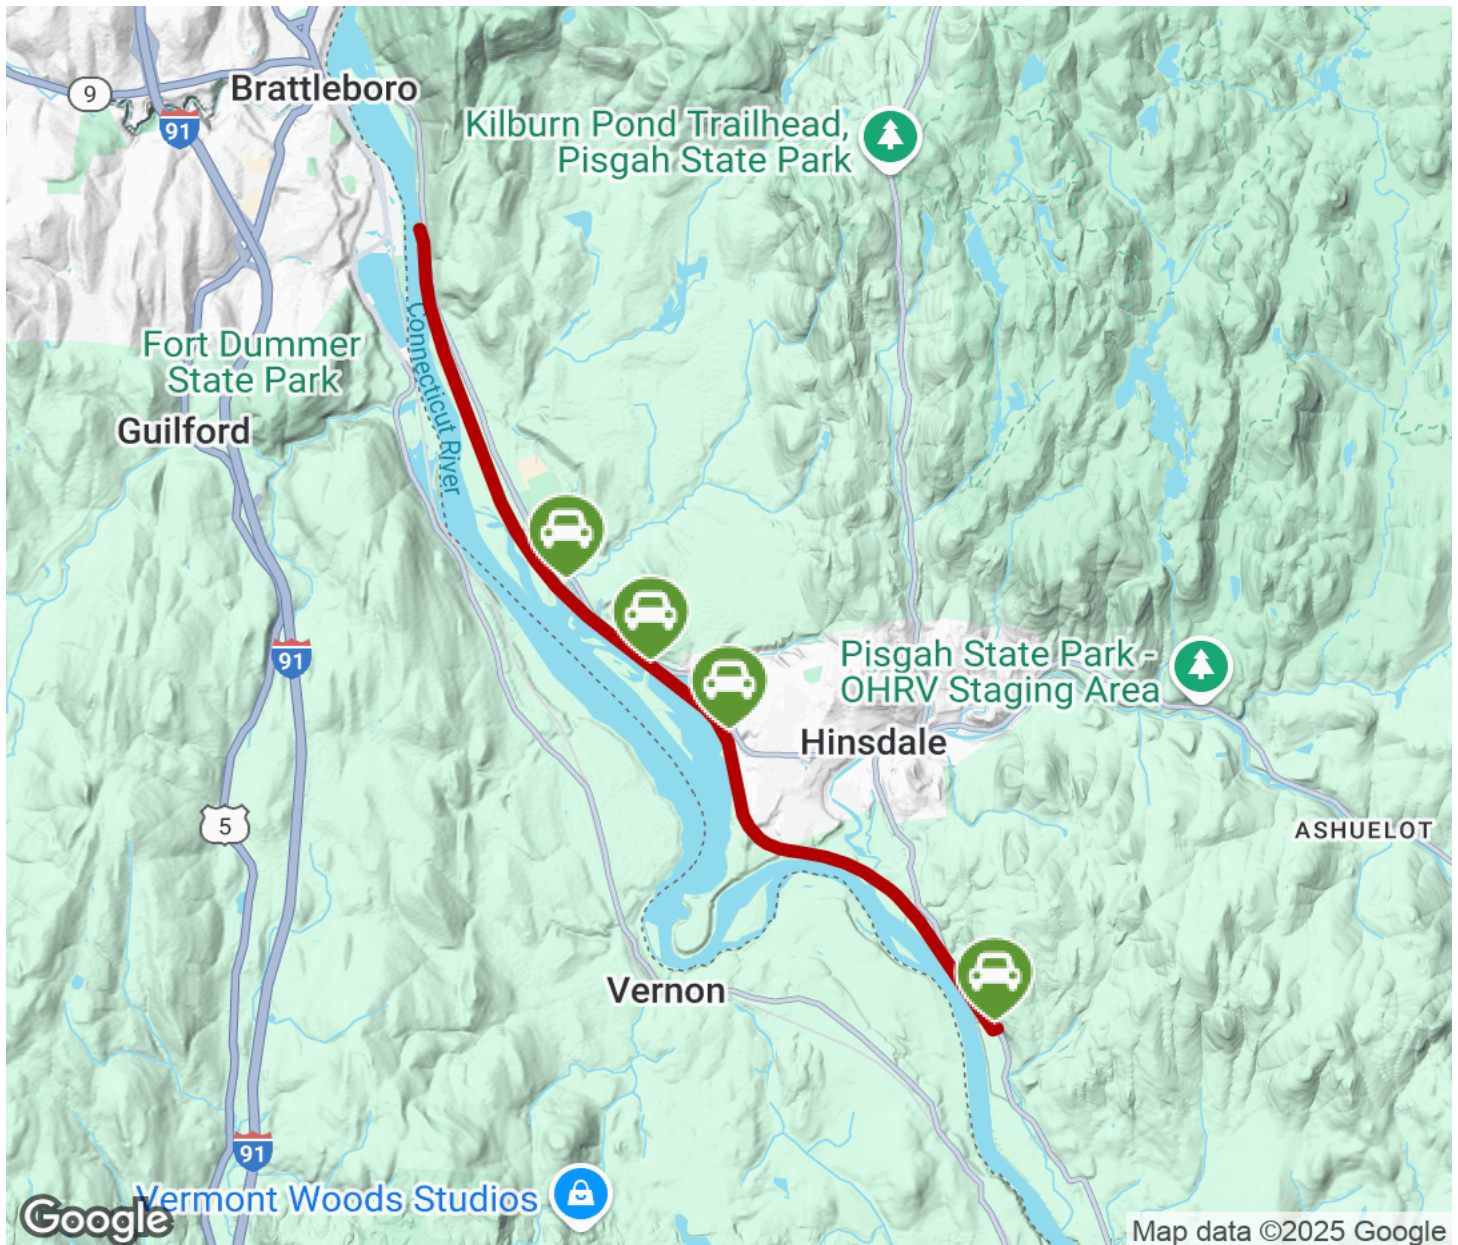 9
Brattleboro
91
Kilburn Pond Trailhead,
Pisgah State Park
Connecticut River
Fort Dummer
State Park
Guilford
91
Pisgah State Park -
OHRV Staging Area
Hinsdale
5
ASHUELOT
Vernon
91
Vermont Woods Studios
Google
Map data ©2025 Google